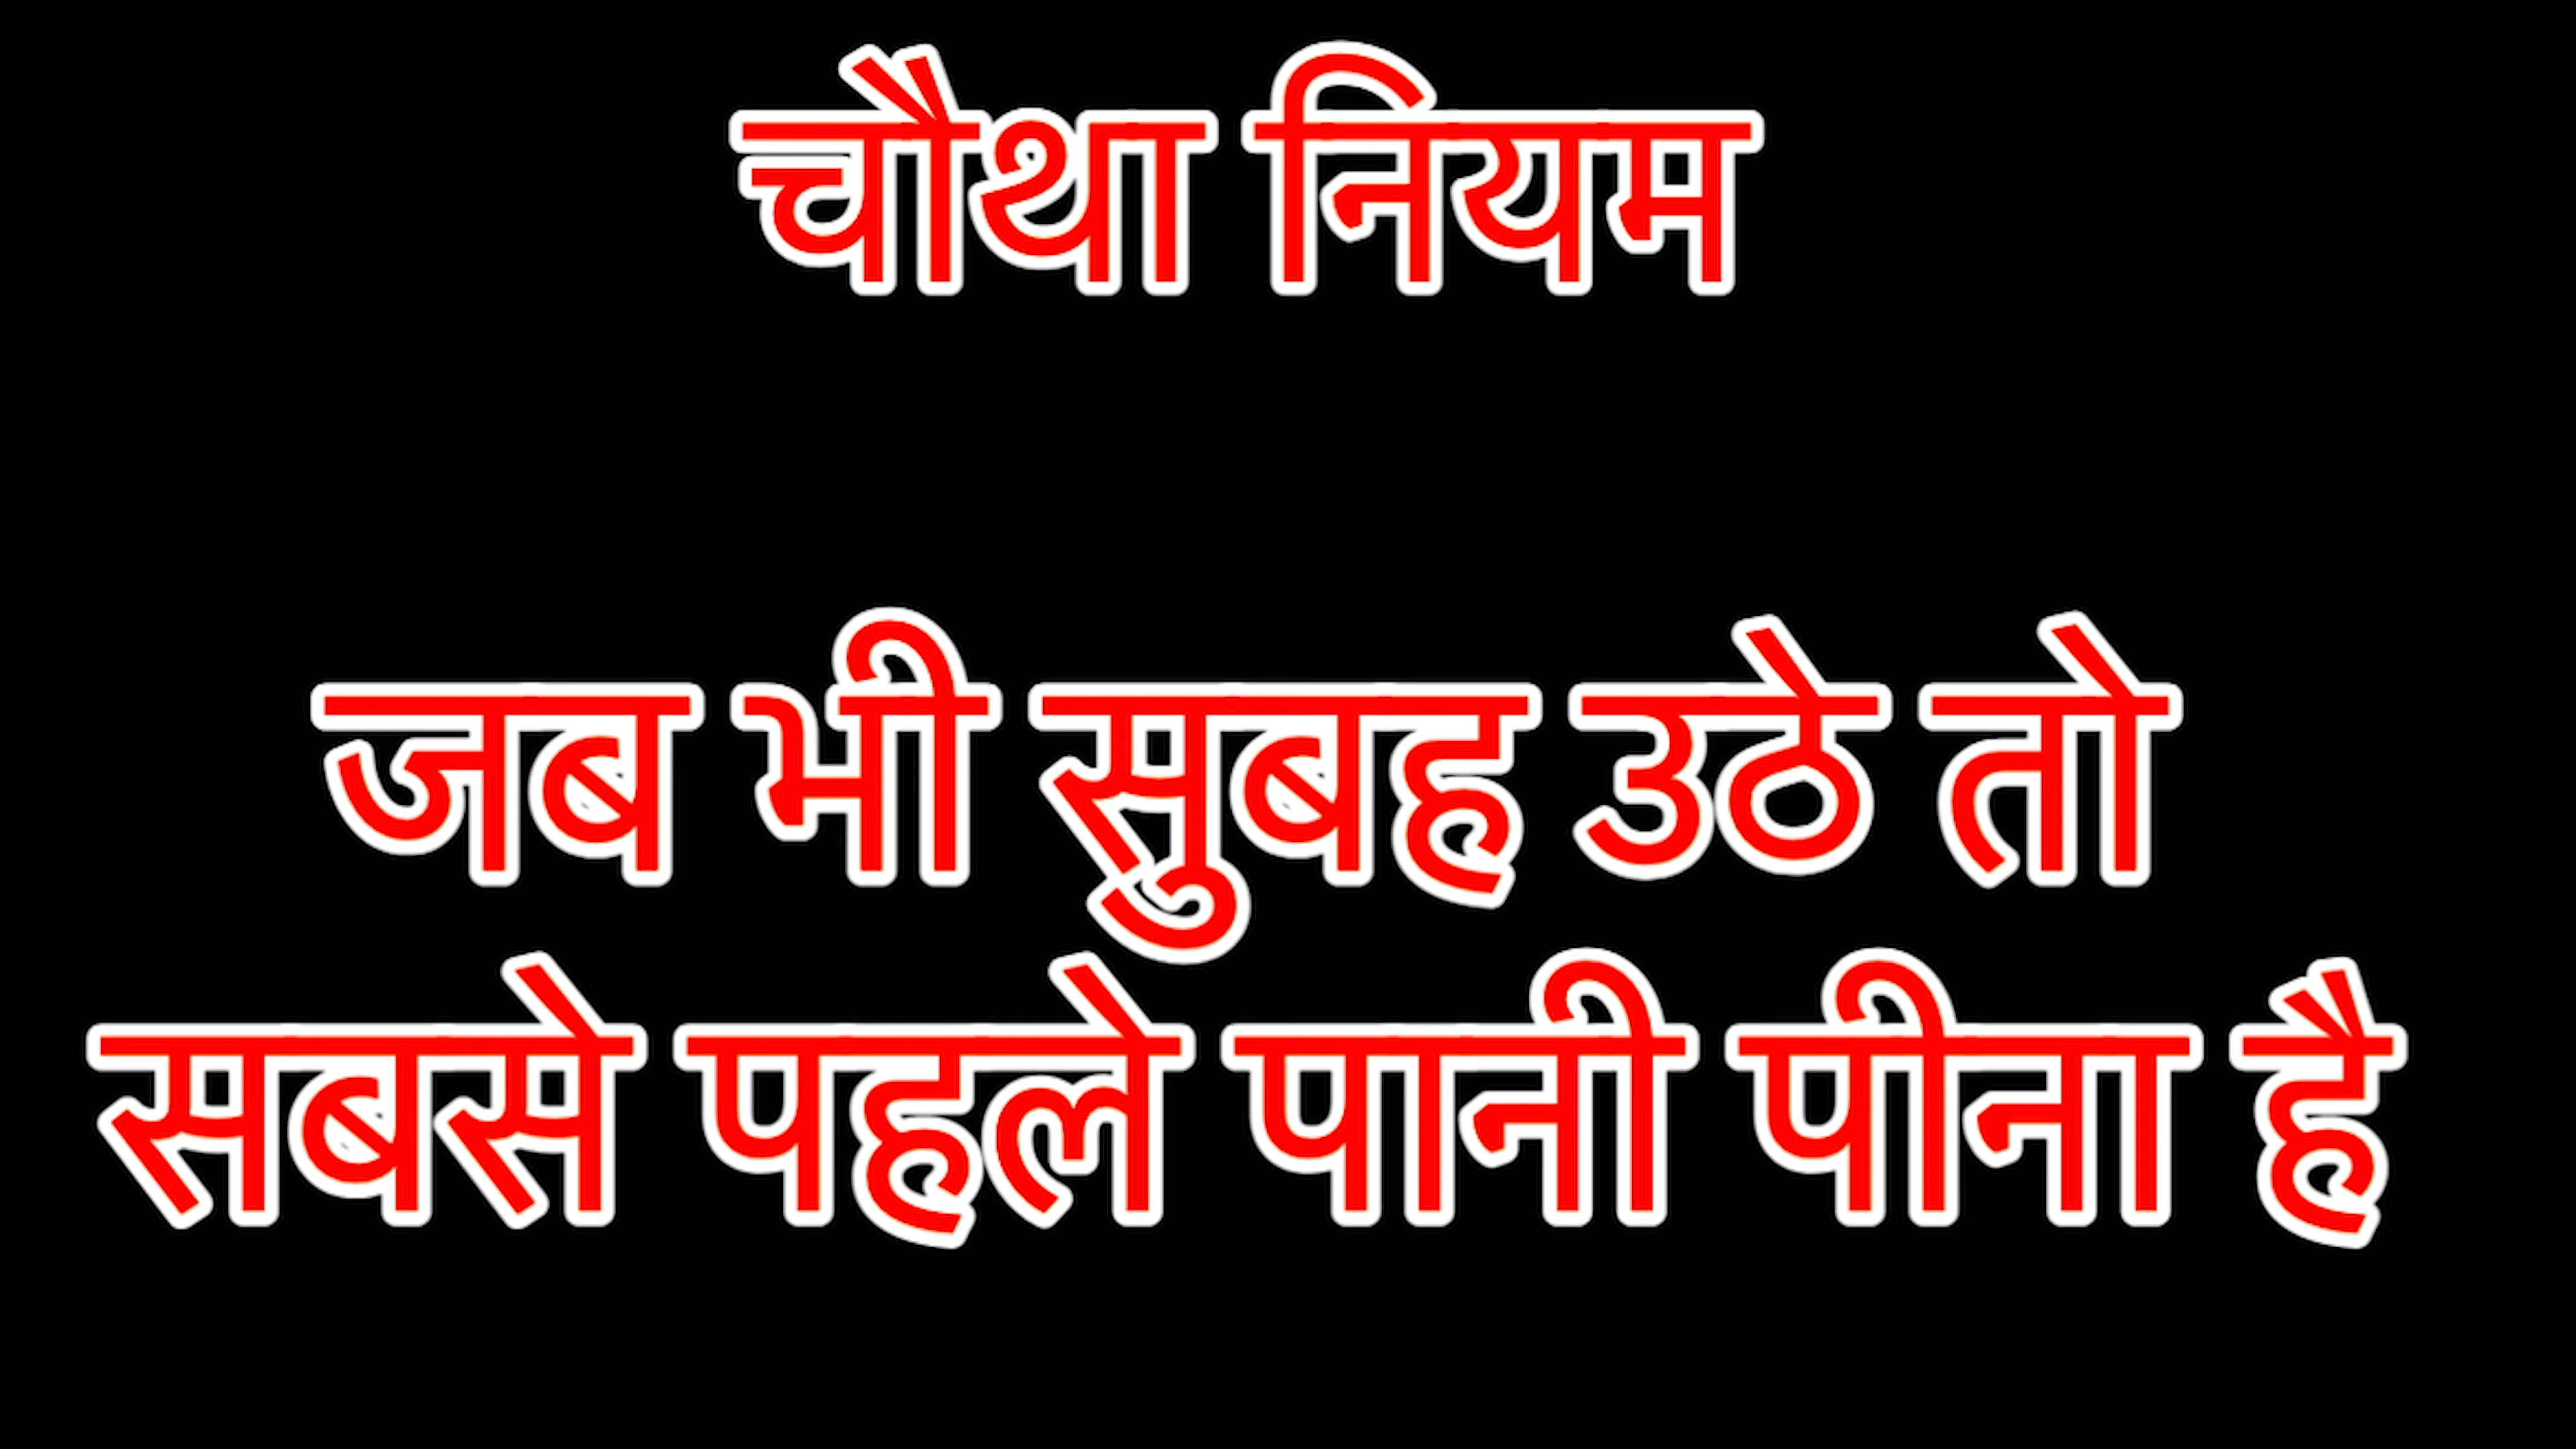 चौथा नियम
जब भी सुबह उठे तो
सबसे पहले पानी पीना है